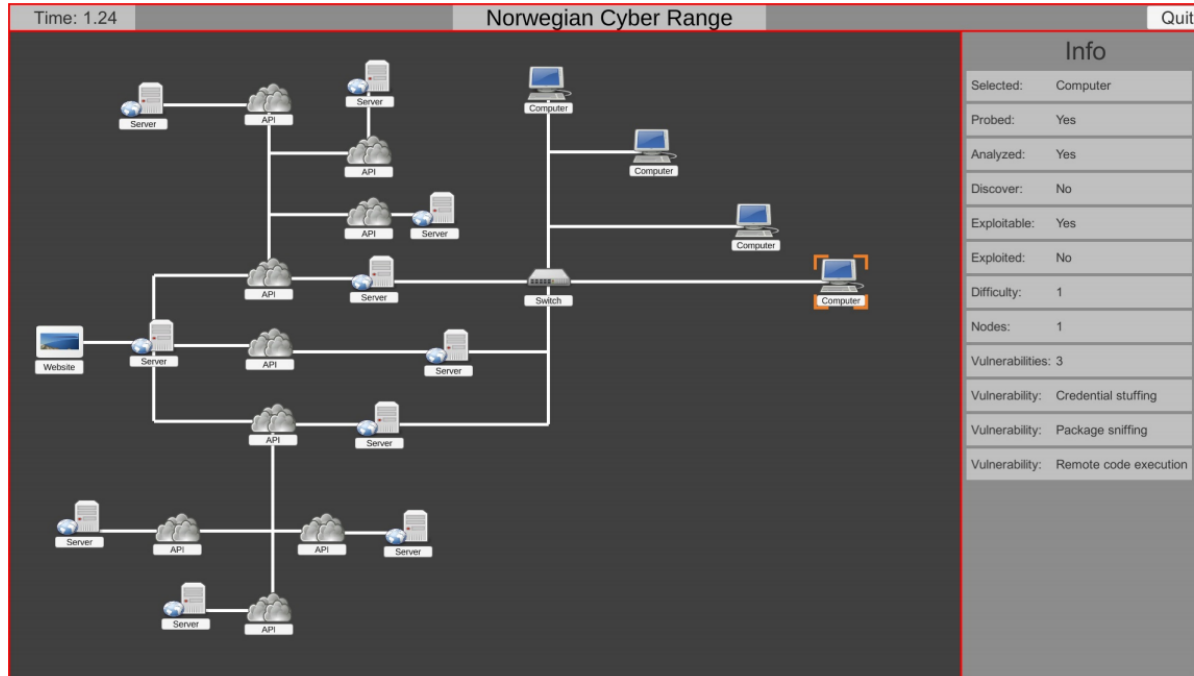 Time: 1.24
Norwegian Cyber Range
Quit
Info
Selected: Computer
Probed: Yes
Analyzed: Yes
Discover: No
Exploitable: Yes
Exploited: No
Difficulty: 1
Nodes: 1
Vulnerabilities: 3
Vulnerability: Credential stuffing
Vulnerability: Package sniffing
Vulnerability: Remote code execution
Server
API
Server
Computer
API
Computer
API
Server
Computer
API
Server
Switch
Computer
Website
Server
API
Server
API
Server
Server
API
API
Server
Server
API